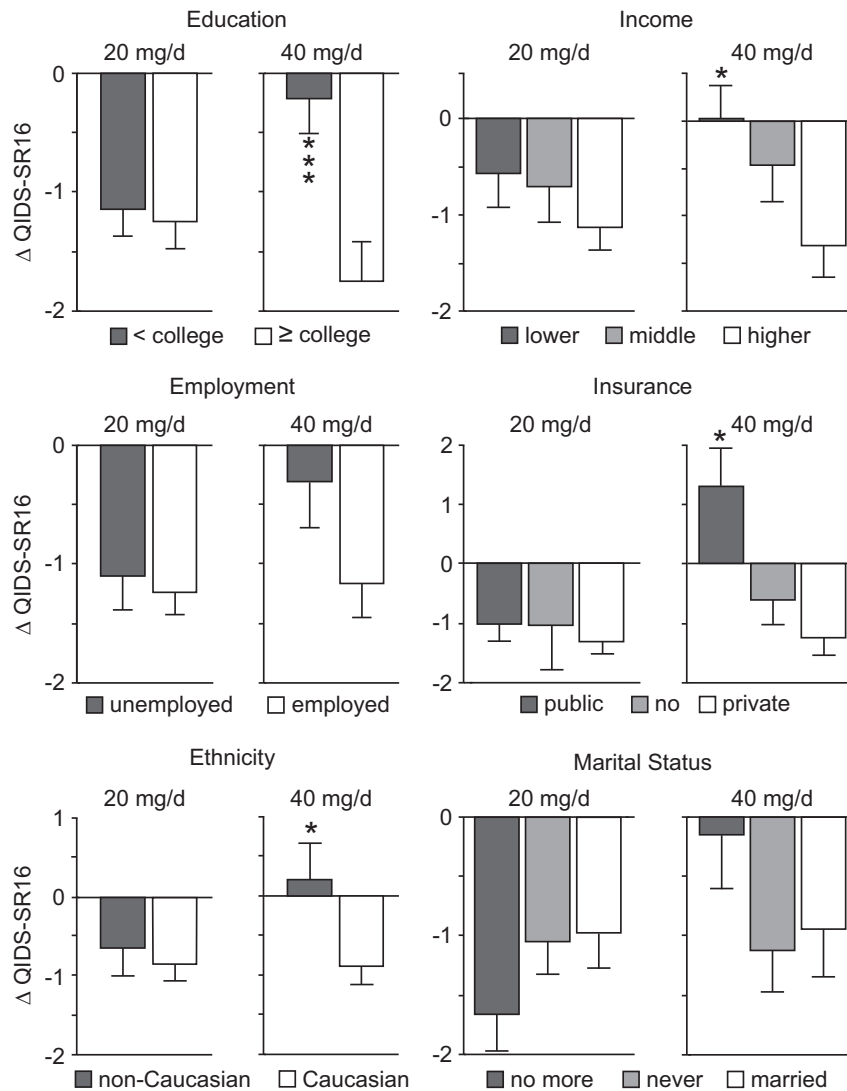 Education
20 mg/d 40 mg/d
0
-1
-2
Δ QIDS-SR16
***
< college ≥ college
Income
20 mg/d 40 mg/d
0
-1
-2
*
lower middle higher
Employment
20 mg/d 40 mg/d
0
-1
-2
Δ QIDS-SR16
unemployed employed
Insurance
20 mg/d 40 mg/d
2
1
0
-1
-2
*
public no private
Ethnicity
20 mg/d 40 mg/d
1
0
-1
-2
Δ QIDS-SR16
*
non-Caucasian Caucasian
Marital Status
20 mg/d 40 mg/d
0
-1
-2
no more never married